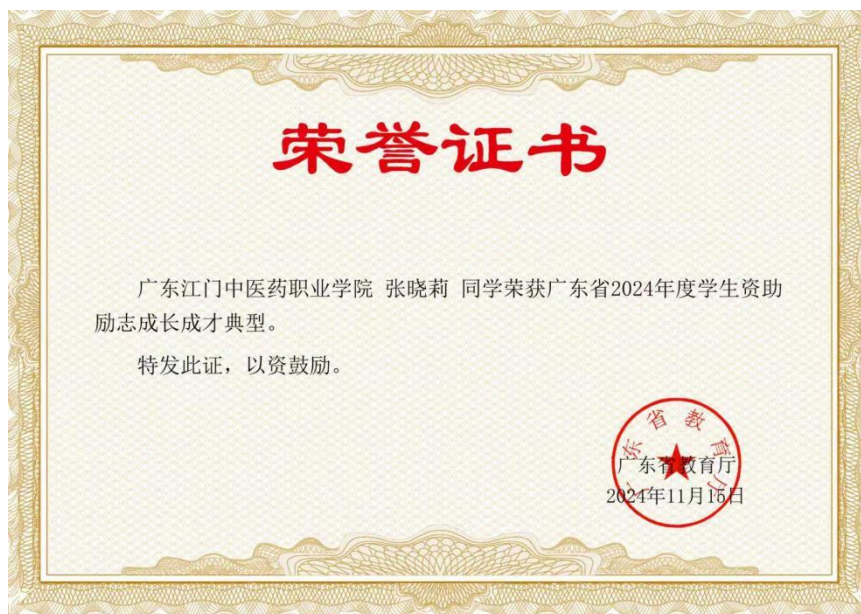 荣誉证书
广东江门中医药职业学院 张晓莉 同学荣获广东省2024年度学生资助
励志成长成才典型。
特发此证，以资鼓励。
广东省教育厅
广东省教育厅
2024年11月15日